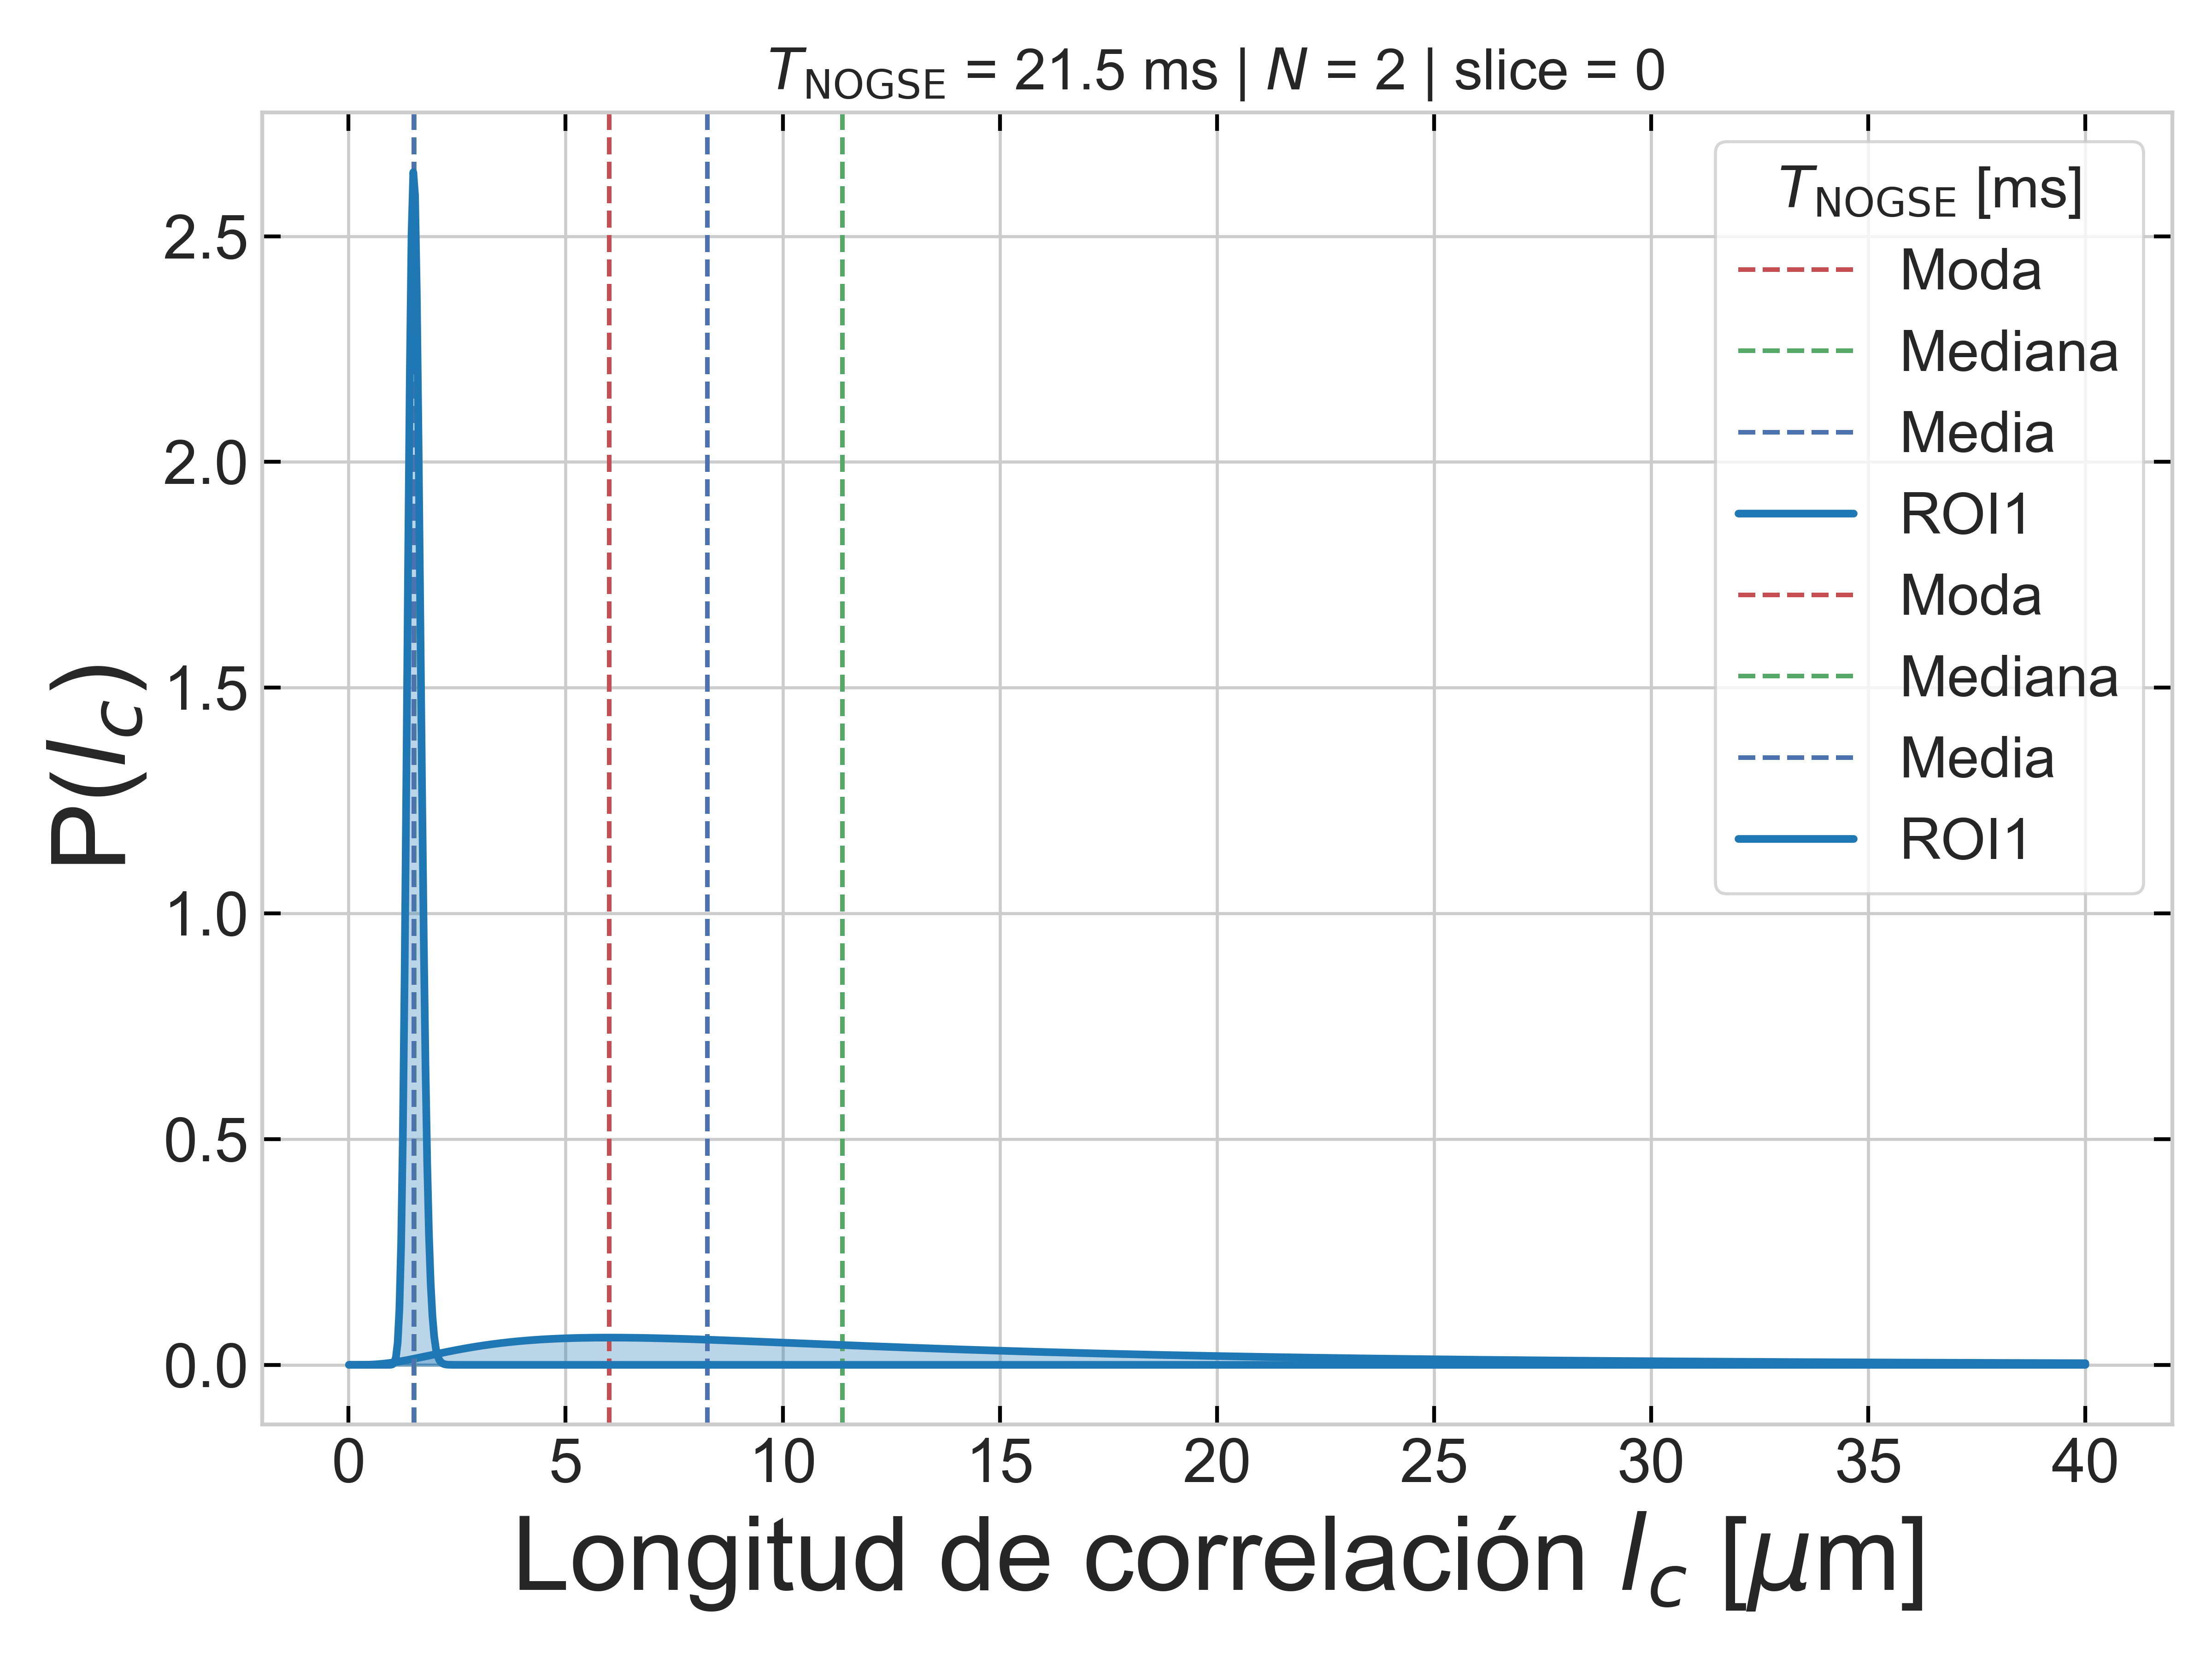 T_NOGSE = 21.5 ms | N = 2 | slice = 0
T_NOGSE [ms]
Moda
Mediana
Media
ROI1
Moda
Mediana
Media
ROI1
P(l_c)
2.5
2.0
1.5
1.0
0.5
0.0
0 5 10 15 20 25 30 35 40
Longitud de correlación l_c [μm]